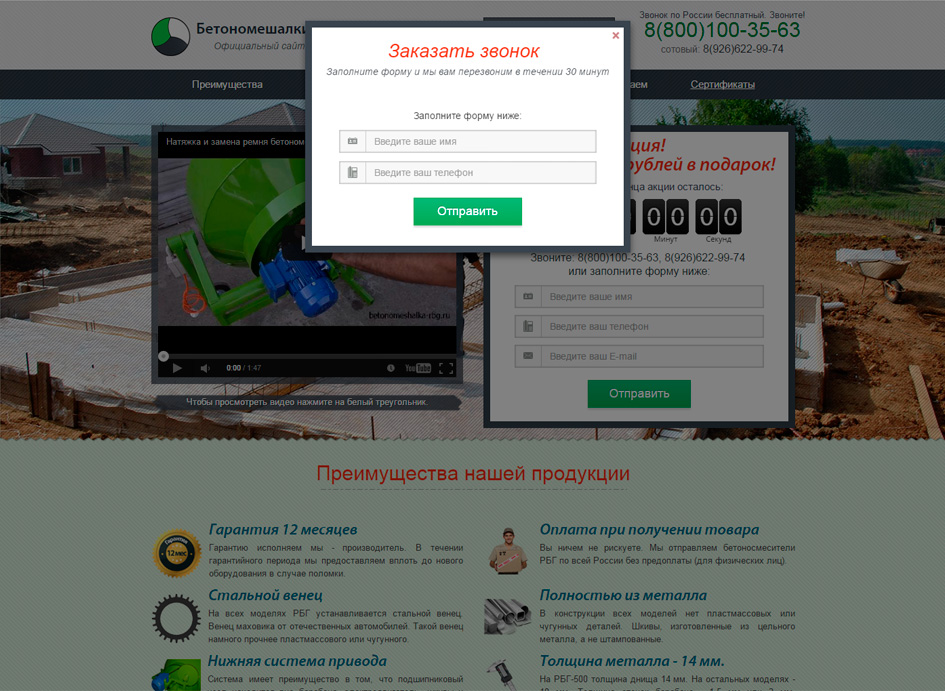 Бетономешалки
Официальный сайт
Звонок по России бесплатный. Звоните!
8(800)100-35-63
сотовый: 8(926)622-99-74
Преимущества
Сертификаты
Заказать звонок
Заполните форму и мы вам перезвоним в течении 30 минут
Заполните форму ниже:
Введите ваше имя
Введите ваш телефон
Отправить
Натяжка и замена ремня бетоном
betonomeshalka-rbg.ru
0:00 / 1:47
YouTube
Чтобы просмотреть видео нажмите на белый треугольник.
ция!
рублей в подарок!
нца акции осталось:
00 00
Минут Секунд
Звоните: 8(800)100-35-63, 8(926)622-99-74
или заполните форму ниже:
Введите ваше имя
Введите ваш телефон
Введите ваш E-mail
Отправить
Преимущества нашей продукции
Гарантия
12 мес
Гарантия 12 месяцев
Гарантию исполняем мы - производитель. В течении
гарантийного периода мы предоставляем вплоть до нового
оборудования в случае поломки.
Оплата при получении товара
Вы ничем не рискуете. Мы отправляем бетоносмесители
РБГ по всей России без предоплаты (для физических лиц).
Стальной венец
На всех моделях РБГ устанавливается стальной венец.
Венец маховика от отечественных автомобилей. Такой венец
намного прочнее пластмассового или чугунного.
Полностью из металла
В конструкции всех моделей нет пластмассовых или
чугунных деталей. Шкивы, изготовленные из цельного
металла, а не штампованные.
Нижняя система привода
Система имеет преимущество в том, что подшипниковый
Толщина металла - 14 мм.
На РБГ-500 толщина днища 14 мм. На остальных моделях -